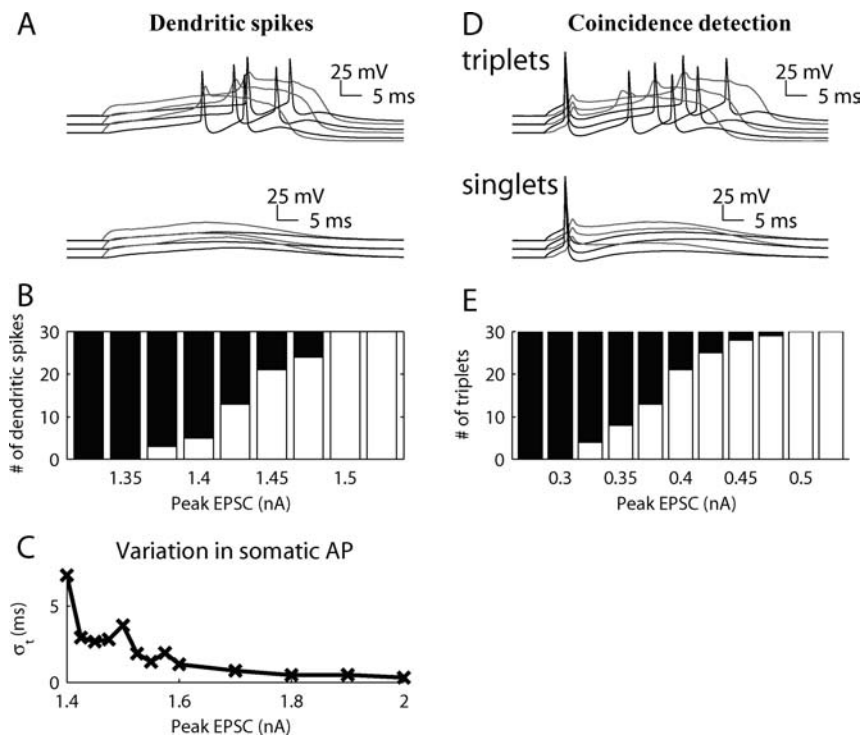 A
Dendritic spikes
25 mV
5 ms
25 mV
5 ms
B
# of dendritic spikes
30
20
10
0
1.35 1.4 1.45 1.5
Peak EPSC (nA)
C
Variation in somatic AP
σt (ms)
5
0
1.4 1.6 1.8 2
Peak EPSC (nA)
D
Coincidence detection
triplets
25 mV
5 ms
singlets
25 mV
5 ms
E
# of triplets
30
20
10
0
0.3 0.35 0.4 0.45 0.5
Peak EPSC (nA)